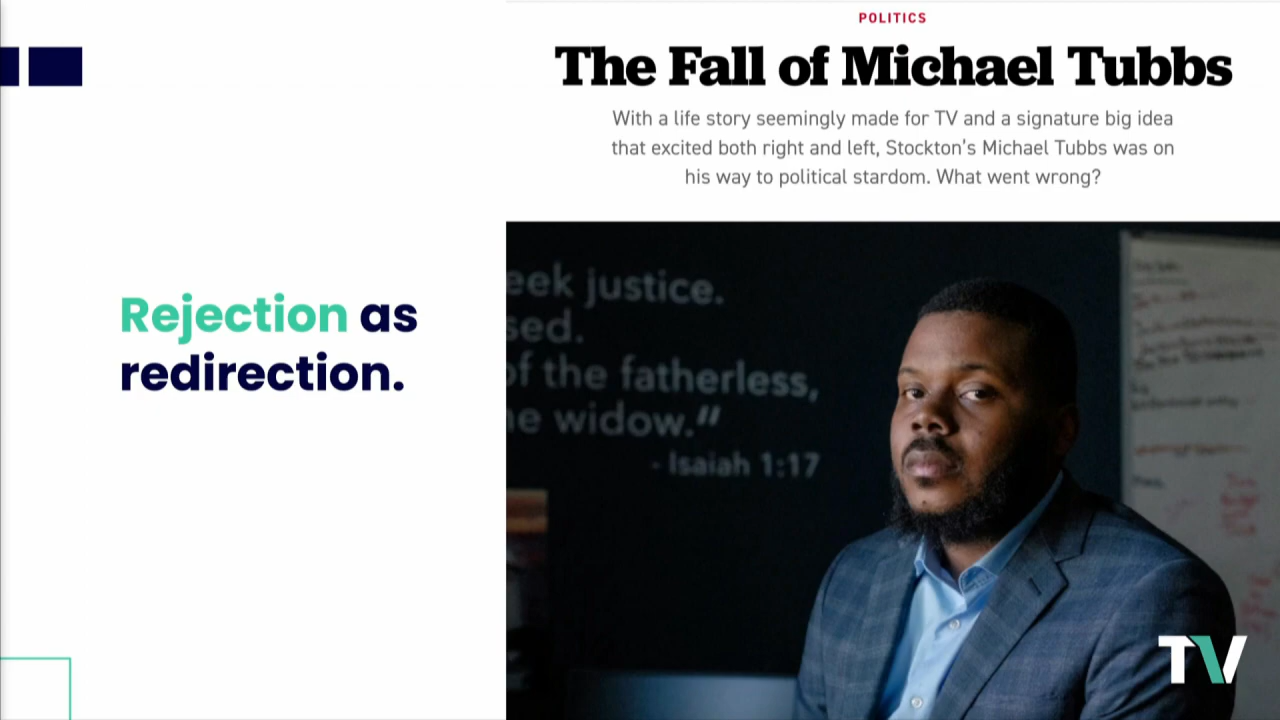 POLITICS
The Fall of Michael Tubbs
With a life story seemingly made for TV and a signature big idea
that excited both right and left, Stockton’s Michael Tubbs was on
his way to political stardom. What went wrong?
Rejection as
redirection.
eek justice.
sed.
of the fatherless,
he widow.”
- Isaiah 1:17
TV